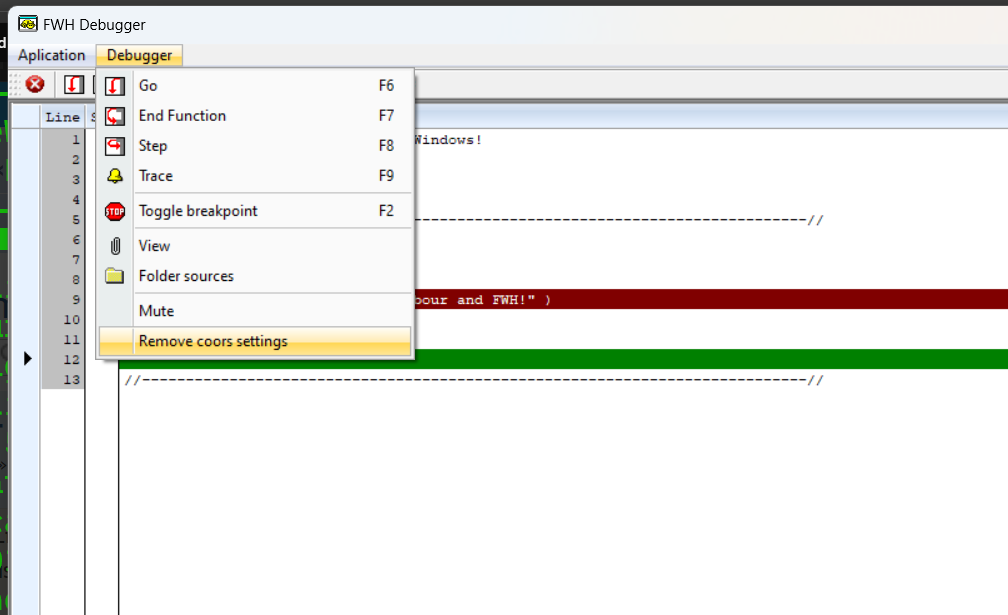 FWH Debugger
Aplication Debugger
Go F6
End Function F7
Step F8
Trace F9
Toggle breakpoint F2
View
Folder sources
Mute
Remove coors settings
Line
1 Windows!
2
3
4
5 ---------------------------------------------//
6
7
8
9 bour and FWH!" )
10
11
12
13 //----------------------------------------------------------------------------//
STOP